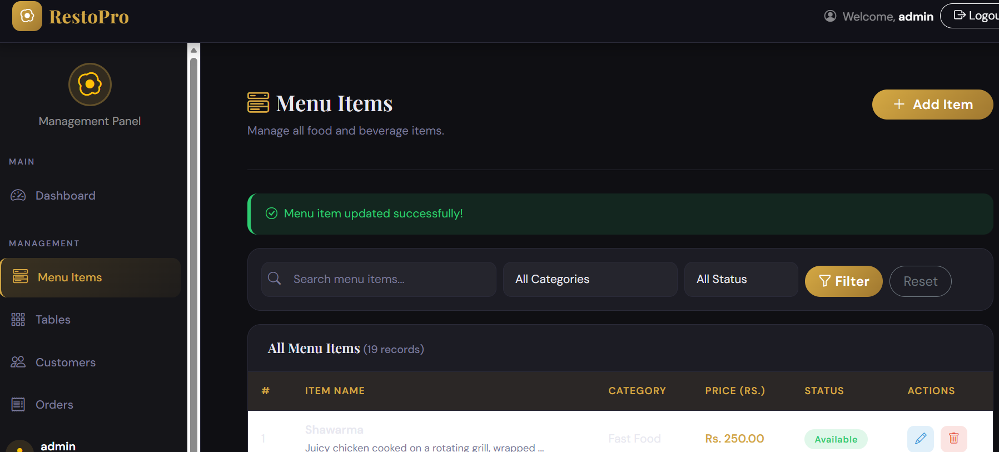 RestoPro
Welcome, admin
Logou
Management Panel
MAIN
Dashboard
MANAGEMENT
Menu Items
Tables
Customers
Orders
admin
Menu Items
Add Item
Manage all food and beverage items.
Menu item updated successfully!
Search menu items...
All Categories
All Status
Filter
Reset
All Menu Items (19 records)
# ITEM NAME CATEGORY PRICE (RS.) STATUS ACTIONS
1 Shawarma Fast Food Rs. 250.00 Available
Juicy chicken cooked on a rotating grill, wrapped ...